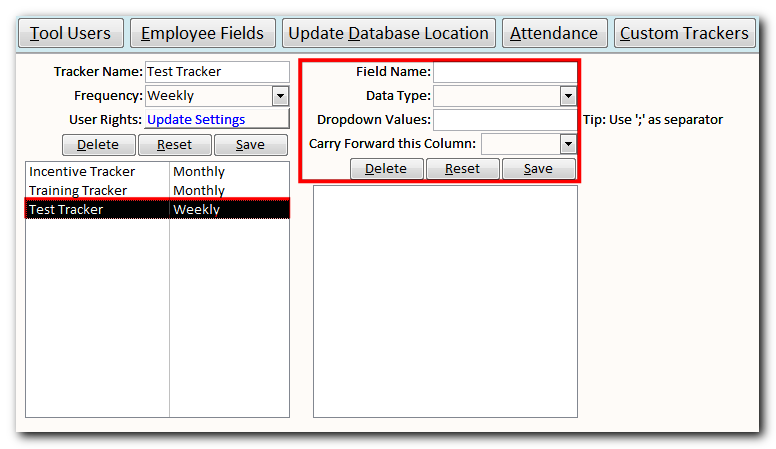 Tool Users Employee Fields Update Database Location Attendance Custom Trackers
Tracker Name: Test Tracker
Frequency: Weekly
User Rights: Update Settings
Delete Reset Save
Incentive Tracker Monthly
Training Tracker Monthly
Test Tracker Weekly
Field Name:
Data Type:
Dropdown Values: Tip: Use ';' as separator
Carry Forward this Column:
Delete Reset Save